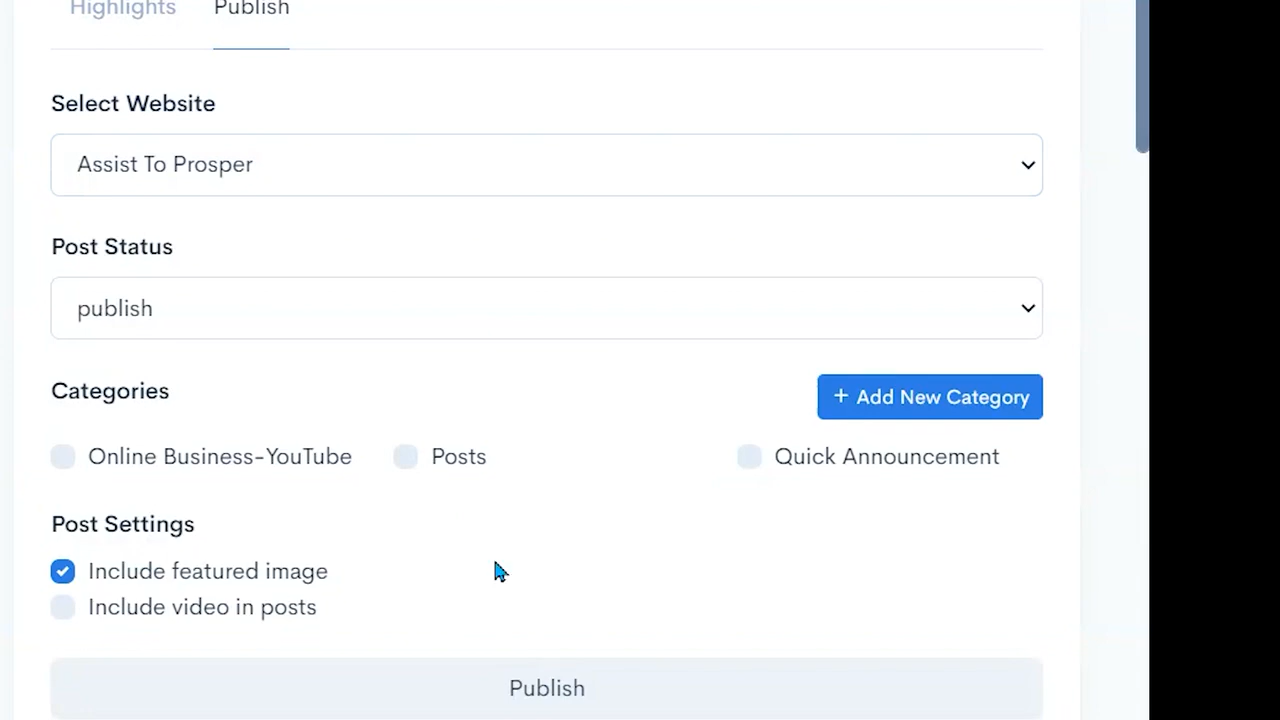 Highlights Publish
Select Website
Assist To Prosper
Post Status
publish
Categories
+ Add New Category
Online Business-YouTube Posts Quick Announcement
Post Settings
Include featured image
Include video in posts
Publish